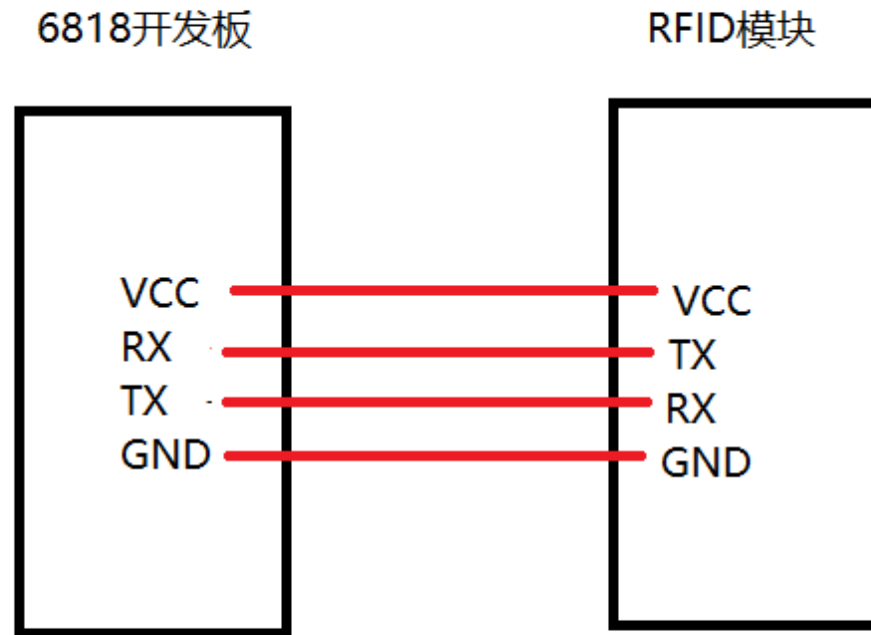 6818开发板
RFID模块
VCC
RX
TX
GND
VCC
TX
RX
GND